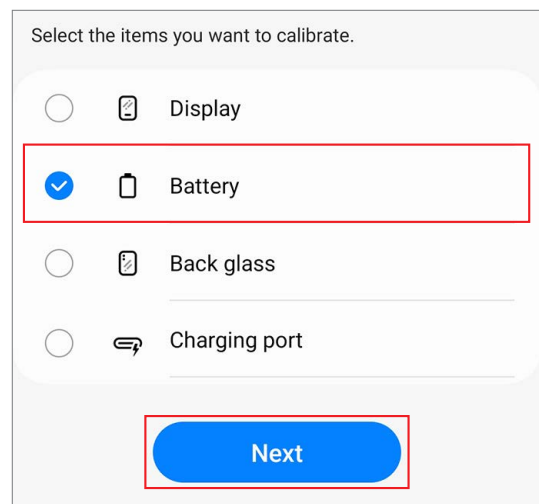 Select the items you want to calibrate.
Display
Battery
Back glass
Charging port
Next